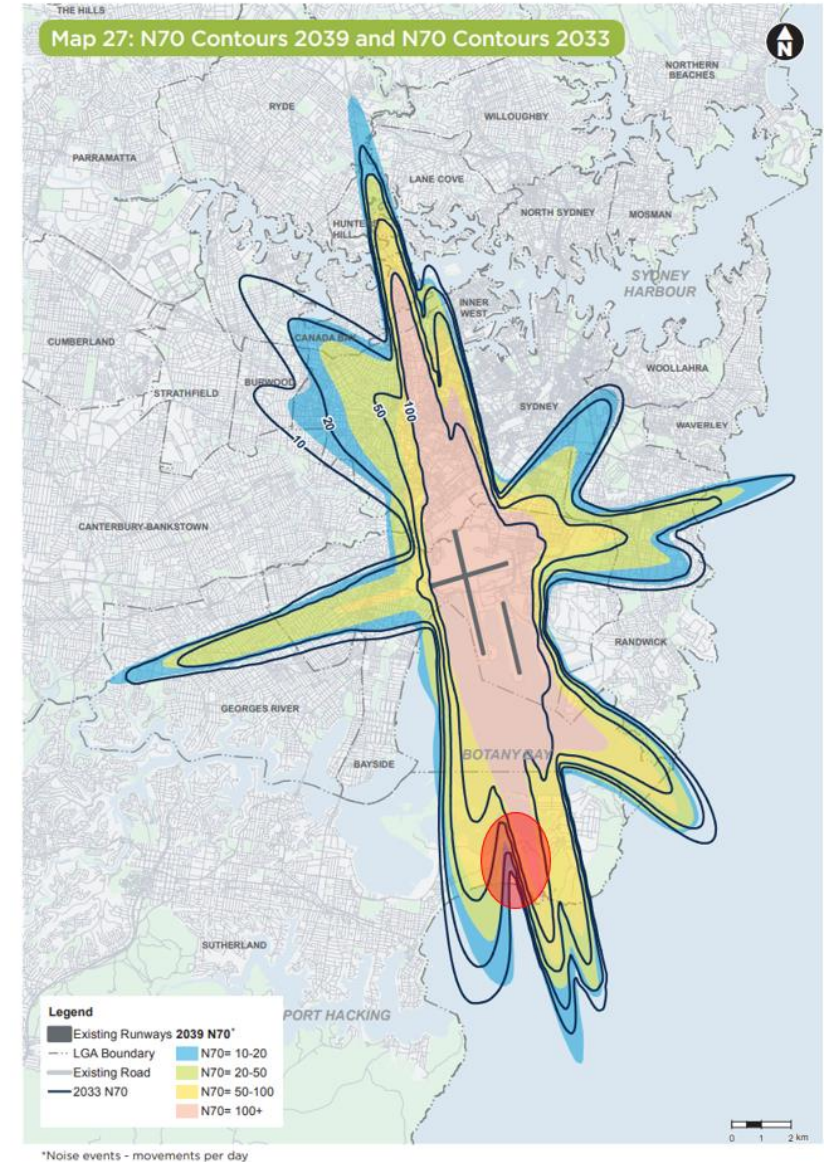 THE HILLS
Map 27: N70 Contours 2039 and N70 Contours 2033
N
NORTHERN
BEACHES
RYDE
WILLOUGHBY
PARRAMATTA
LANE COVE
NORTH SYDNEY
MOSMAN
HUNTERS
HILL
SYDNEY
HARBOUR
INNER
WEST
CANADA BAY
CUMBERLAND
WOOLLAHRA
BURWOOD
STRATHFIELD
50
100
SYDNEY
20
WAVERLEY
10
CANTERBURY-BANKSTOWN
RANDWICK
GEORGES RIVER
BOTANY BAY
BAYSIDE
SUTHERLAND
PORT HACKING
Legend
Existing Runways
LGA Boundary
Existing Road
2033 N70
2039 N70*
N70= 10-20
N70= 20-50
N70= 50-100
N70= 100+
0 1 2 km
*Noise events - movements per day